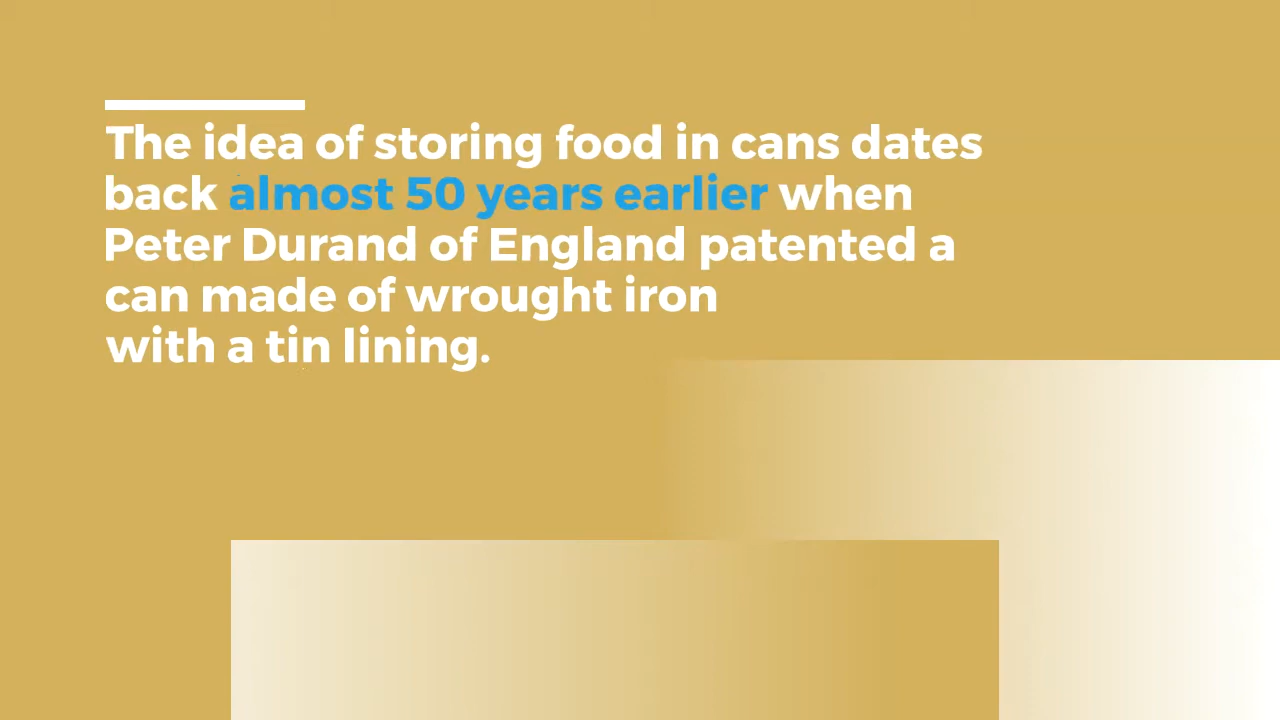 The idea of storing food in cans dates
back almost 50 years earlier when
Peter Durand of England patented a
can made of wrought iron
with a tin lining.